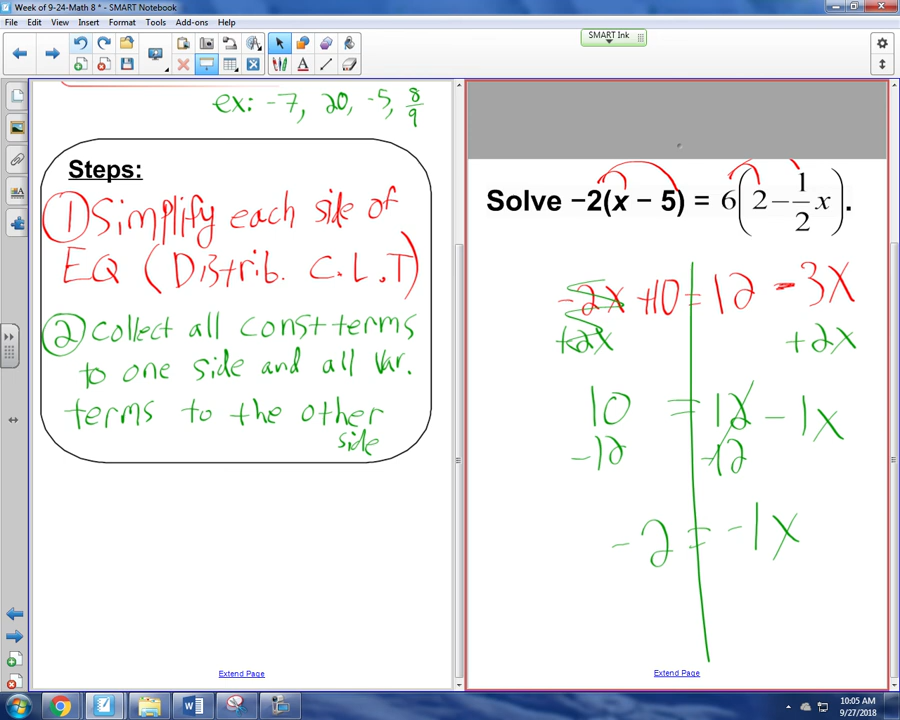 Week of 9-24-Math 8 * - SMART Notebook
File Edit View Insert Format Tools Add-ons Help
SMART Ink
ex: -7, 20, -5, 8/9
Steps:
1) Simplify each side of
EQ (Distrib. C.L.T)
2) Collect all const terms
to one side and all Var.
terms to the other
side
Extend Page
Solve −2(x − 5) = 6(2 − 1/2 x).
-2x +10 = 12 -3x
+2x +2x
10 = 12 - 1x
-12 -12
-2 = -1x
Extend Page
10:05 AM
9/27/2018